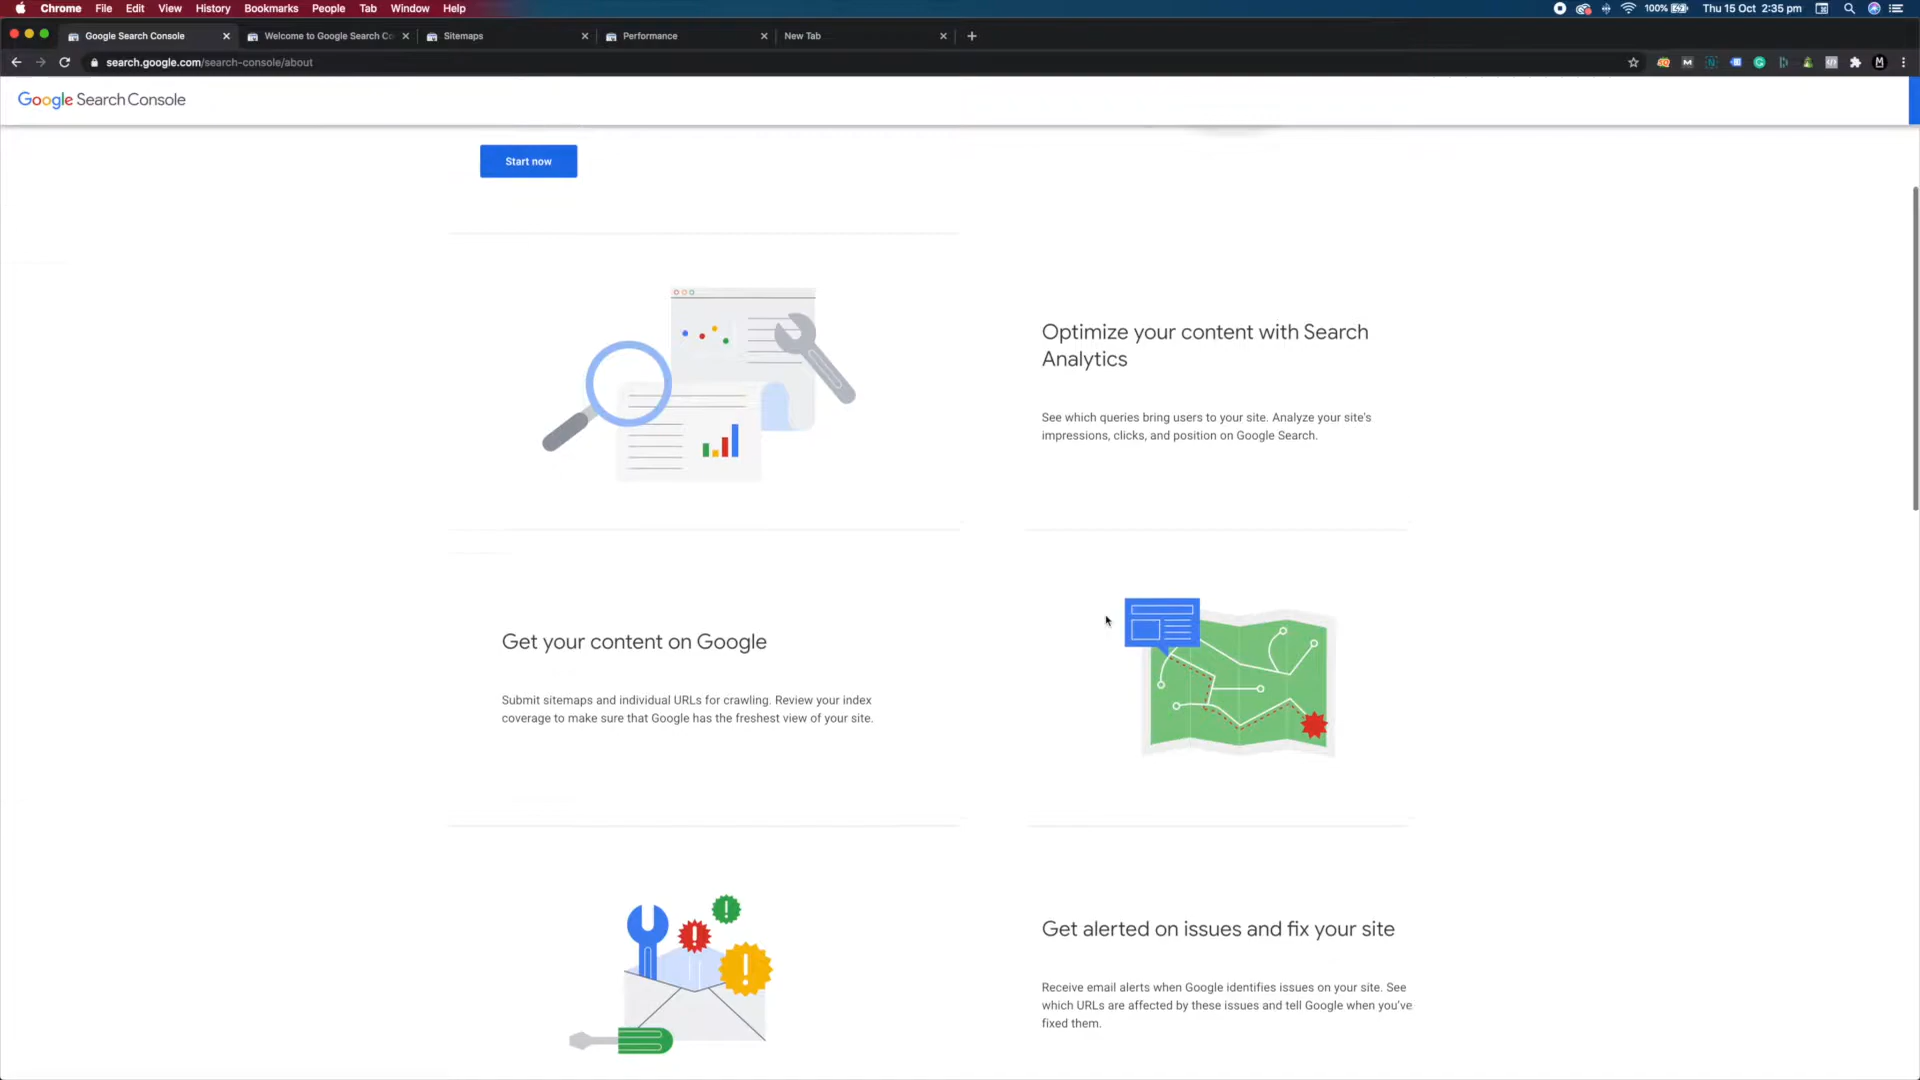 Chrome File Edit View History Bookmarks People Tab Window Help 100% Thu 15 Oct 2:35 pm
Google Search Console Welcome to Google Search Co Sitemaps Performance New Tab
search.google.com/search-console/about
Google Search Console
Start now
Optimize your content with Search
Analytics
See which queries bring users to your site. Analyze your site's
impressions, clicks, and position on Google Search.
Get your content on Google
Submit sitemaps and individual URLs for crawling. Review your index
coverage to make sure that Google has the freshest view of your site.
Get alerted on issues and fix your site
Receive email alerts when Google identifies issues on your site. See
which URLs are affected by these issues and tell Google when you've
fixed them.